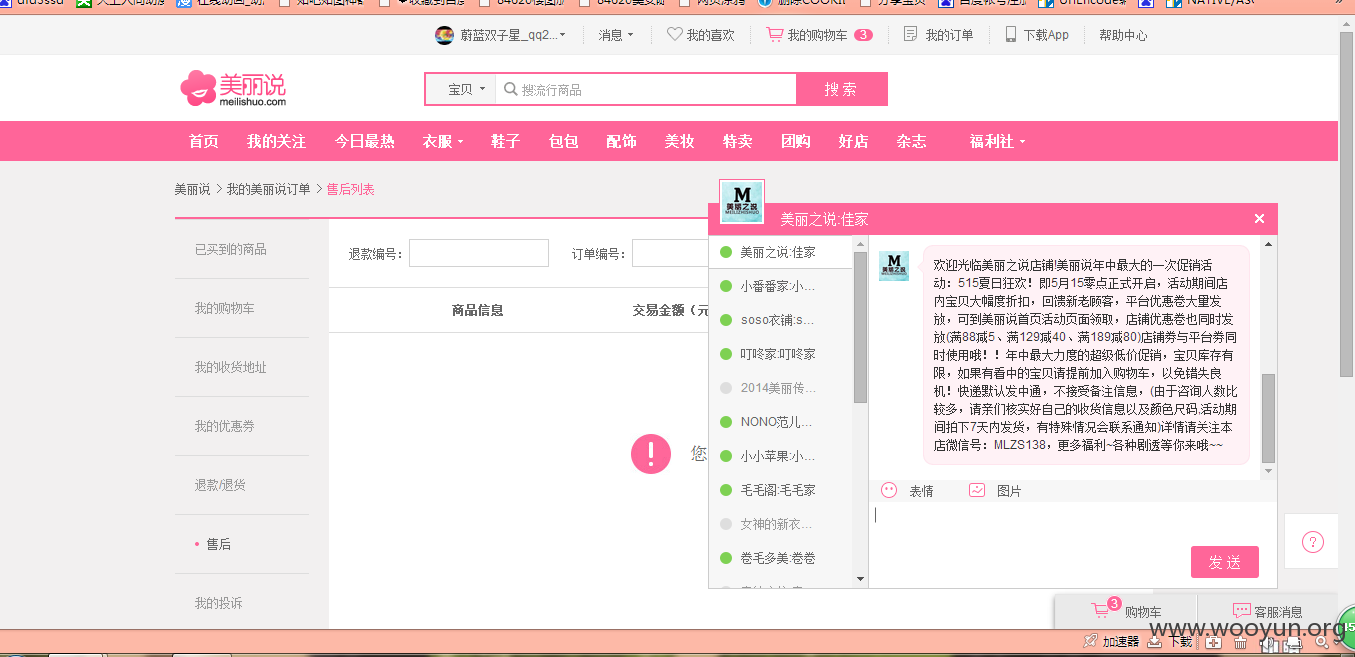 蔚蓝双子星_qq2...
消息
我的喜欢
我的购物车 3
我的订单
下载App
帮助中心
美丽说
meilishuo.com
宝贝
搜流行商品
搜 索
首页 我的关注 今日最热 衣服 鞋子 包包 配饰 美妆 特卖 团购 好店 杂志 福利社
美丽说 > 我的美丽说订单 > 售后列表
已买到的商品
我的购物车
我的收货地址
我的优惠券
退款/退货
售后
我的投诉
退款编号：
订单编号：
商品信息
交易金额（元
您
M
美丽之说
MEILIZHISHUO
美丽之说:佳家
美丽之说:佳家
小番番家:小...
soso衣铺:s...
叮咚家:叮咚家
2014美丽传...
NONO范儿...
小小苹果:小...
毛毛阁:毛毛家
女神的新衣...
卷毛多美:卷卷
欢迎光临美丽之说店铺!美丽说年中最大的一次促销活
动：515夏日狂欢！即5月15零点正式开启，活动期间店
内宝贝大幅度折扣，回馈新老顾客，平台优惠卷大量发
放，可到美丽说首页活动页面领取，店铺优惠卷也同时发
放(满88减5、满129减40、满189减80)店铺劵与平台劵同
时使用哦！！年中最大力度的超级低价促销，宝贝库存有
限，如果有看中的宝贝请提前加入购物车，以免错失良
机！快递默认发中通，不接受备注信息，(由于咨询人数比
较多，请亲们核实好自己的收货信息以及颜色尺码,活动期
间拍下7天内发货，有特殊情况会联系通知)详情请关注本
店微信号：MLZS138，更多福利~各种剧透等你来哦~~
表情
图片
发 送
3 购物车
客服消息
www.wooyun.org
加速器
下载